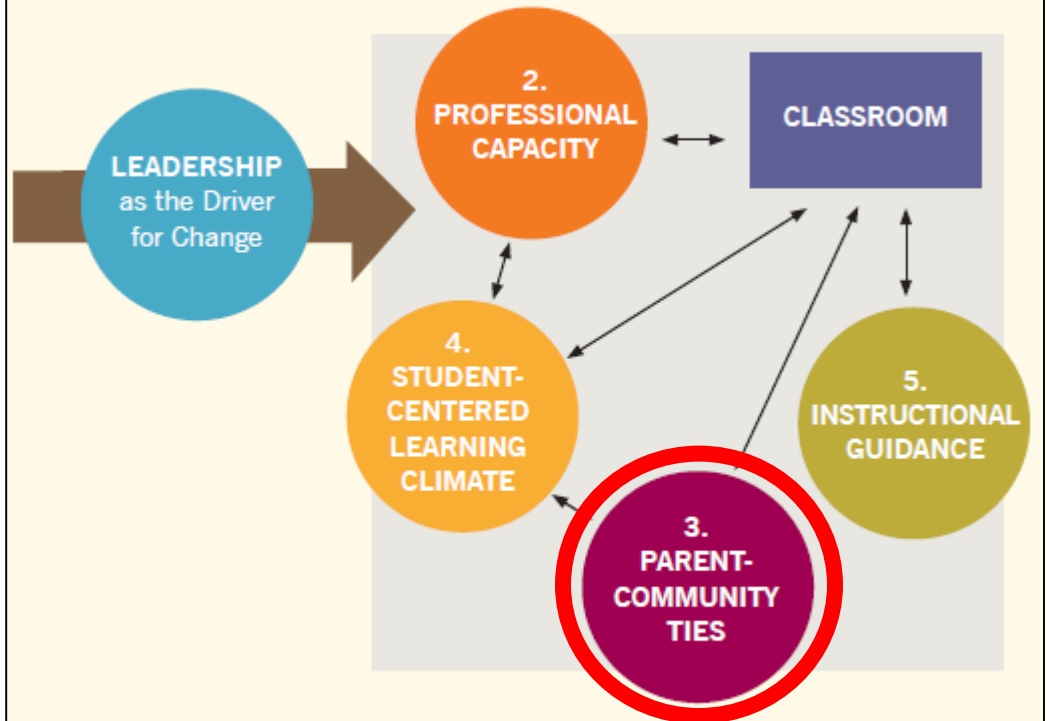 LEADERSHIP
as the Driver
for Change
2.
PROFESSIONAL
CAPACITY
CLASSROOM
4.
STUDENT-
CENTERED
LEARNING
CLIMATE
5.
INSTRUCTIONAL
GUIDANCE
3.
PARENT-
COMMUNITY
TIES